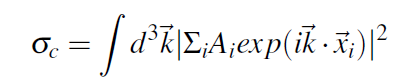 σ_c = ∫ d³k⃗ |Σ_i A_i exp(ik⃗ · x⃗_i)|²